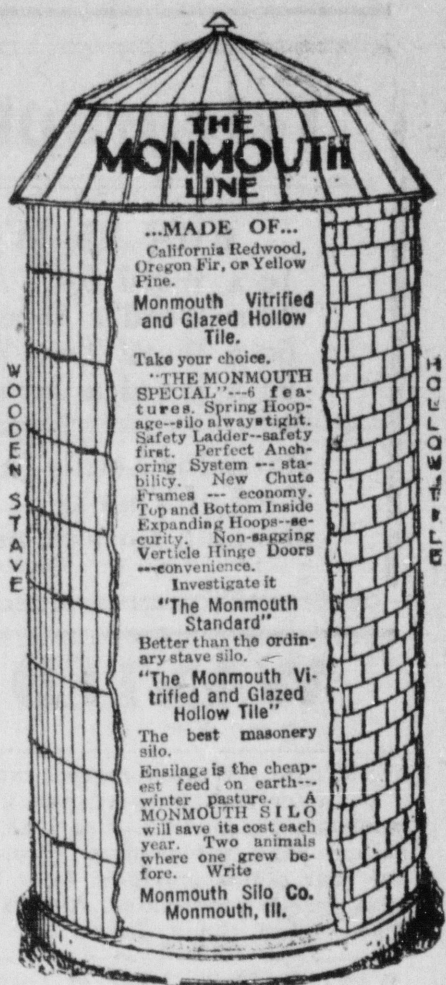 THE
MONMOUTH
LINE
...MADE OF...
California Redwood,
Oregon Fir, or Yellow
Pine.
Monmouth Vitrified
and Glazed Hollow
Tile.
Take your choice.
"THE MONMOUTH
SPECIAL"---6 fea-
tures. Spring Hoop-
age--silo always tight.
Safety Ladder--safety
first. Perfect Anch-
oring System --- sta-
bility. New Chute
Frames --- economy.
Top and Bottom Inside
Expanding Hoops--se-
curity. Non-sagging
Verticle Hinge Doors
---convenience.
Investigate it
"The Monmouth
Standard"
Better than the ordin-
ary stave silo.
"The Monmouth Vi-
trified and Glazed
Hollow Tile"
The best masonery
silo.
Ensilage is the cheap-
est feed on earth---
winter pasture. A
MONMOUTH SILO
will save its cost each
year. Two animals
where one grew be-
fore. Write
Monmouth Silo Co.
Monmouth, Ill.
WOODEN STAVE
HOLLOW TILE